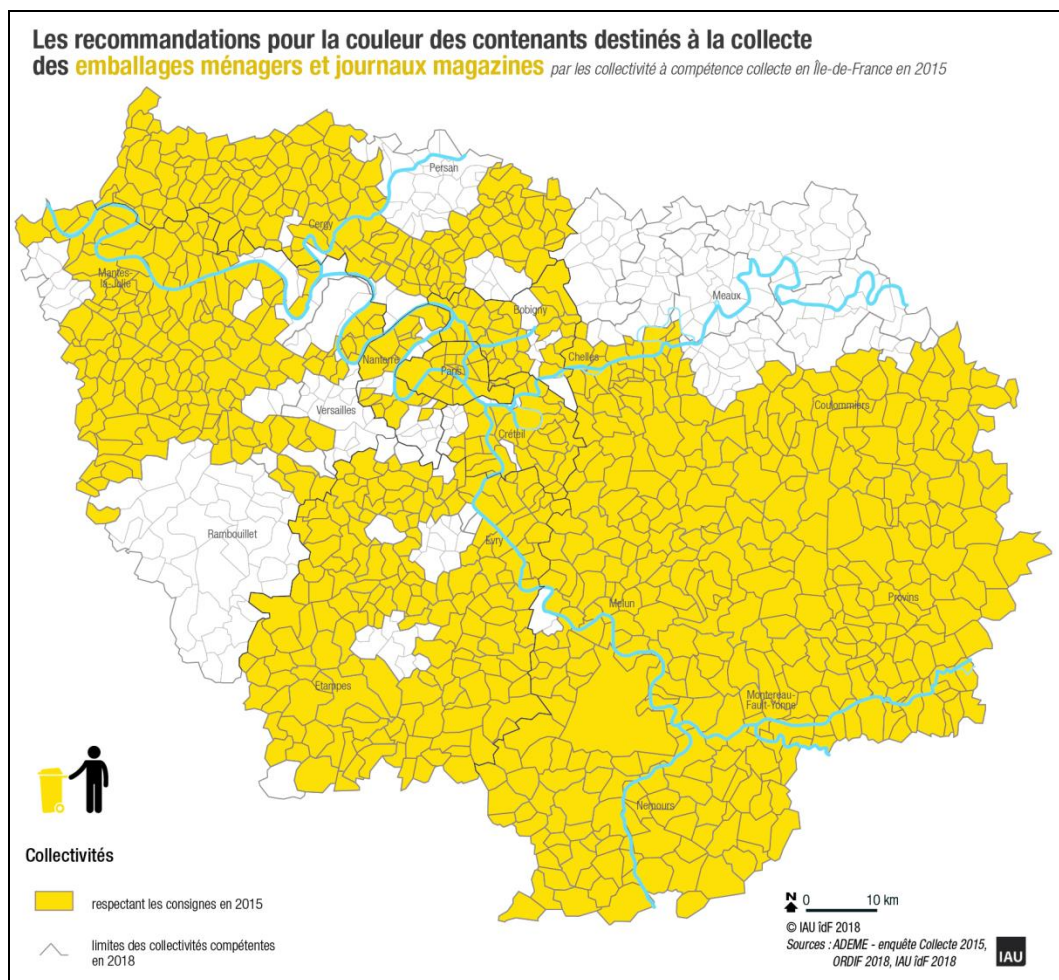 Les recommandations pour la couleur des contenants destinés à la collecte
des emballages ménagers et journaux magazines par les collectivité à compétence collecte en Île-de-France en 2015
Persan
Cergy
Mantes-
la-Jolie
Meaux
Bobigny
Nanterre
Paris
Chelles
Versailles
Coulommiers
Créteil
Rambouillet
Evry
Melun
Provins
Etampes
Montereau-
Fault-Yonne
Nemours
Collectivités
respectant les consignes en 2015
limites des collectivités compétentes
en 2018
N 0 10 km
© IAU îdF 2018
Sources : ADEME - enquête Collecte 2015,
ORDIF 2018, IAU îdF 2018
IAU